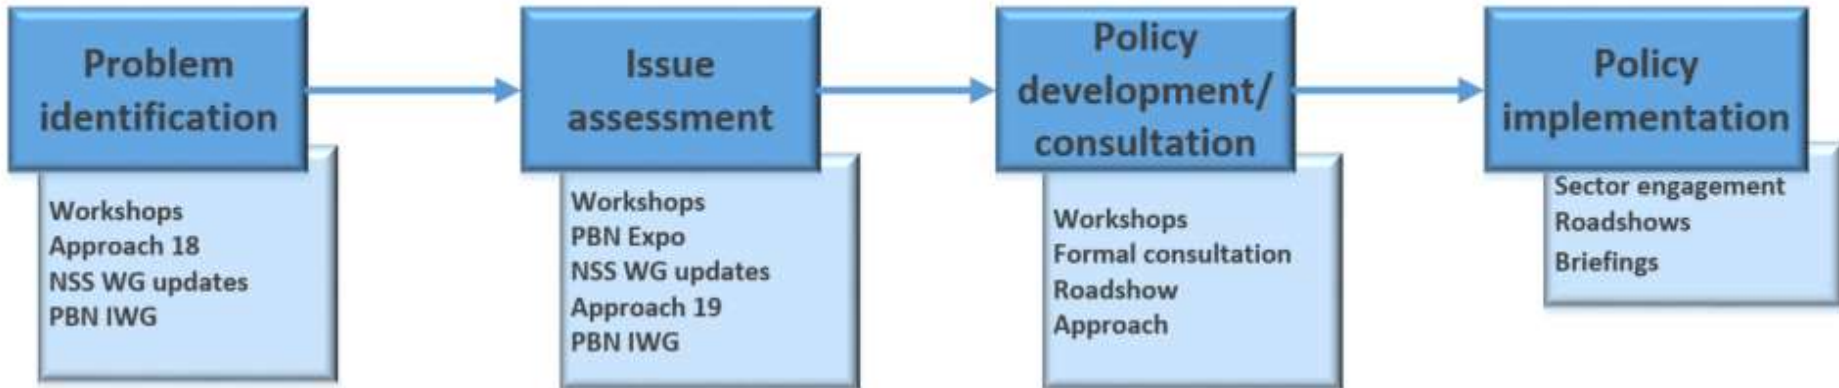 Problem
identification
Workshops
Approach 18
NSS WG updates
PBN IWG
Issue
assessment
Workshops
PBN Expo
NSS WG updates
Approach 19
PBN IWG
Policy
development/
consultation
Workshops
Formal consultation
Roadshow
Approach
Policy
implementation
Sector engagement
Roadshows
Briefings